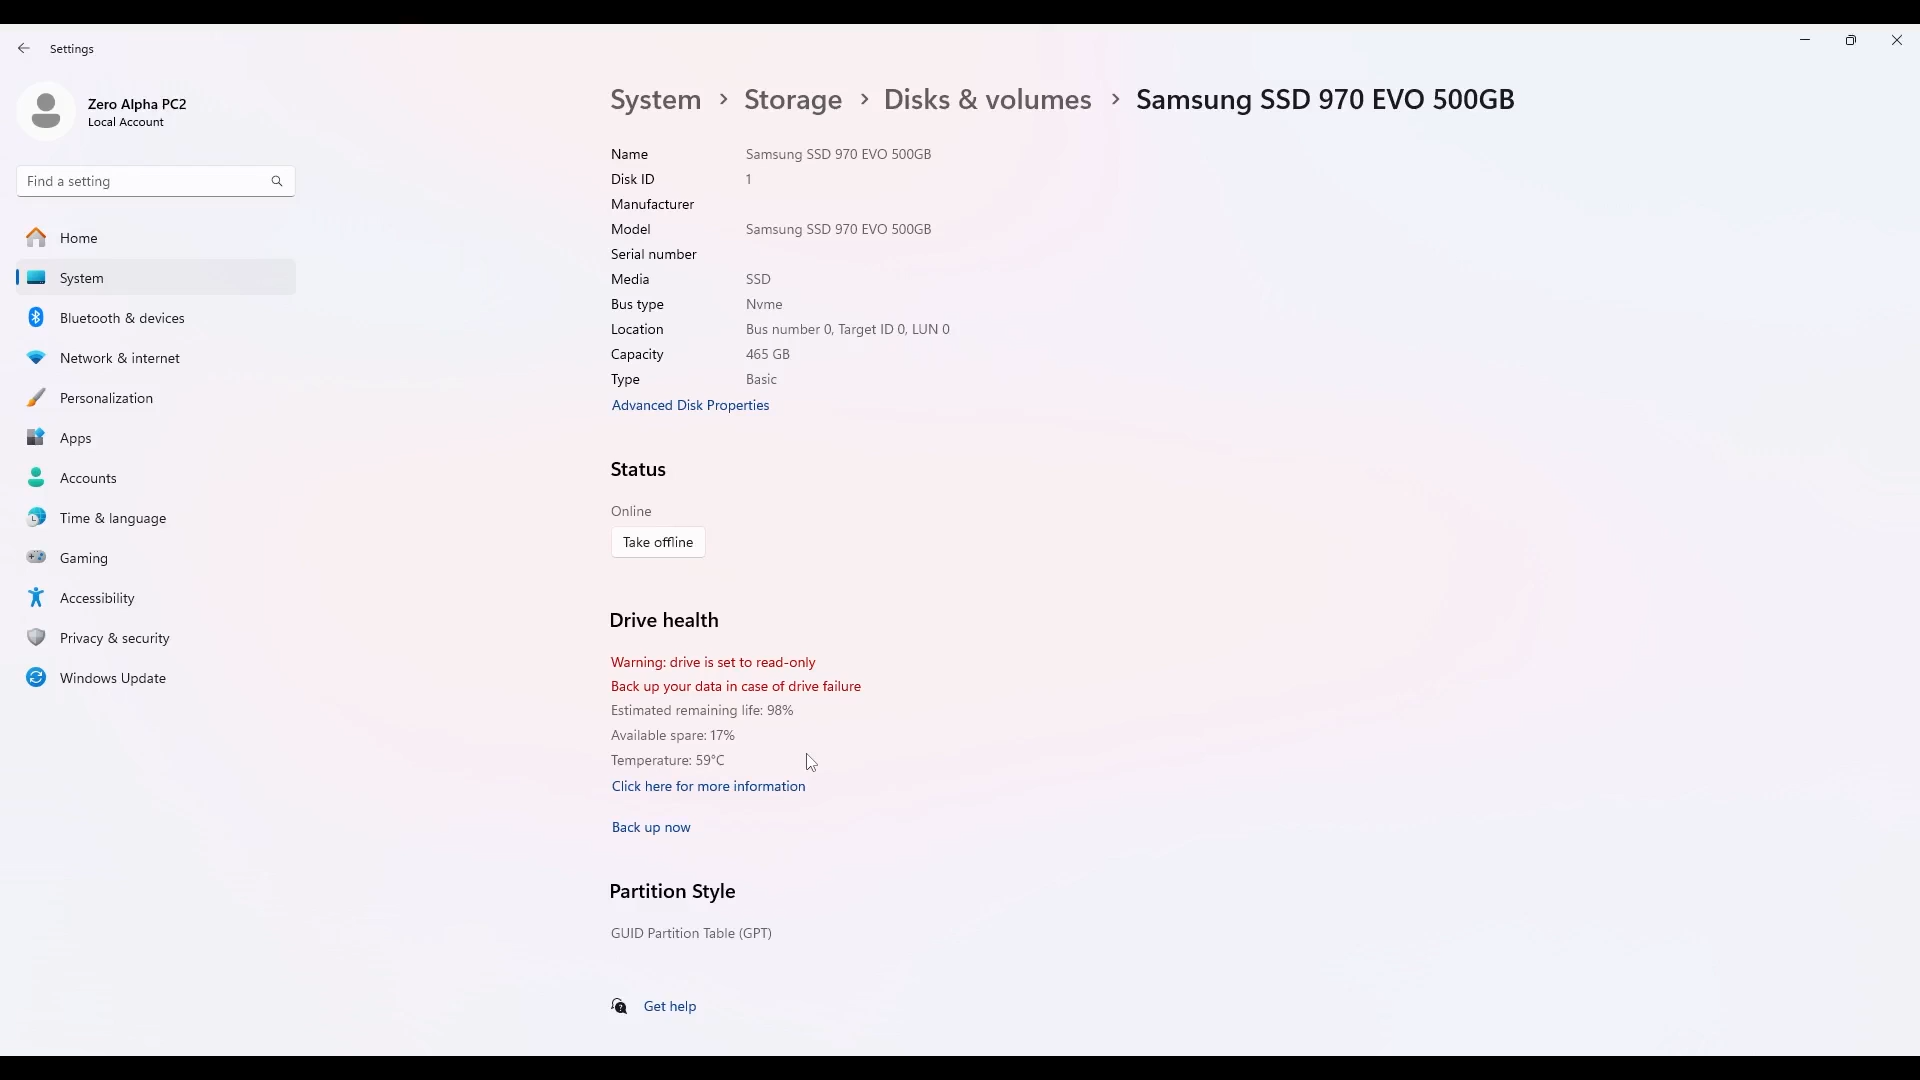 Settings
Zero Alpha PC2
Local Account
Find a setting
Home
System
Bluetooth & devices
Network & internet
Personalization
Apps
Accounts
Time & language
Gaming
Accessibility
Privacy & security
Windows Update
System > Storage > Disks & volumes > Samsung SSD 970 EVO 500GB
Name Samsung SSD 970 EVO 500GB
Disk ID 1
Manufacturer
Model Samsung SSD 970 EVO 500GB
Serial number
Media SSD
Bus type Nvme
Location Bus number 0, Target ID 0, LUN 0
Capacity 465 GB
Type Basic
Advanced Disk Properties
Status
Online
Take offline
Drive health
Warning: drive is set to read-only
Back up your data in case of drive failure
Estimated remaining life: 98%
Available spare: 17%
Temperature: 59°C
Click here for more information
Back up now
Partition Style
GUID Partition Table (GPT)
Get help